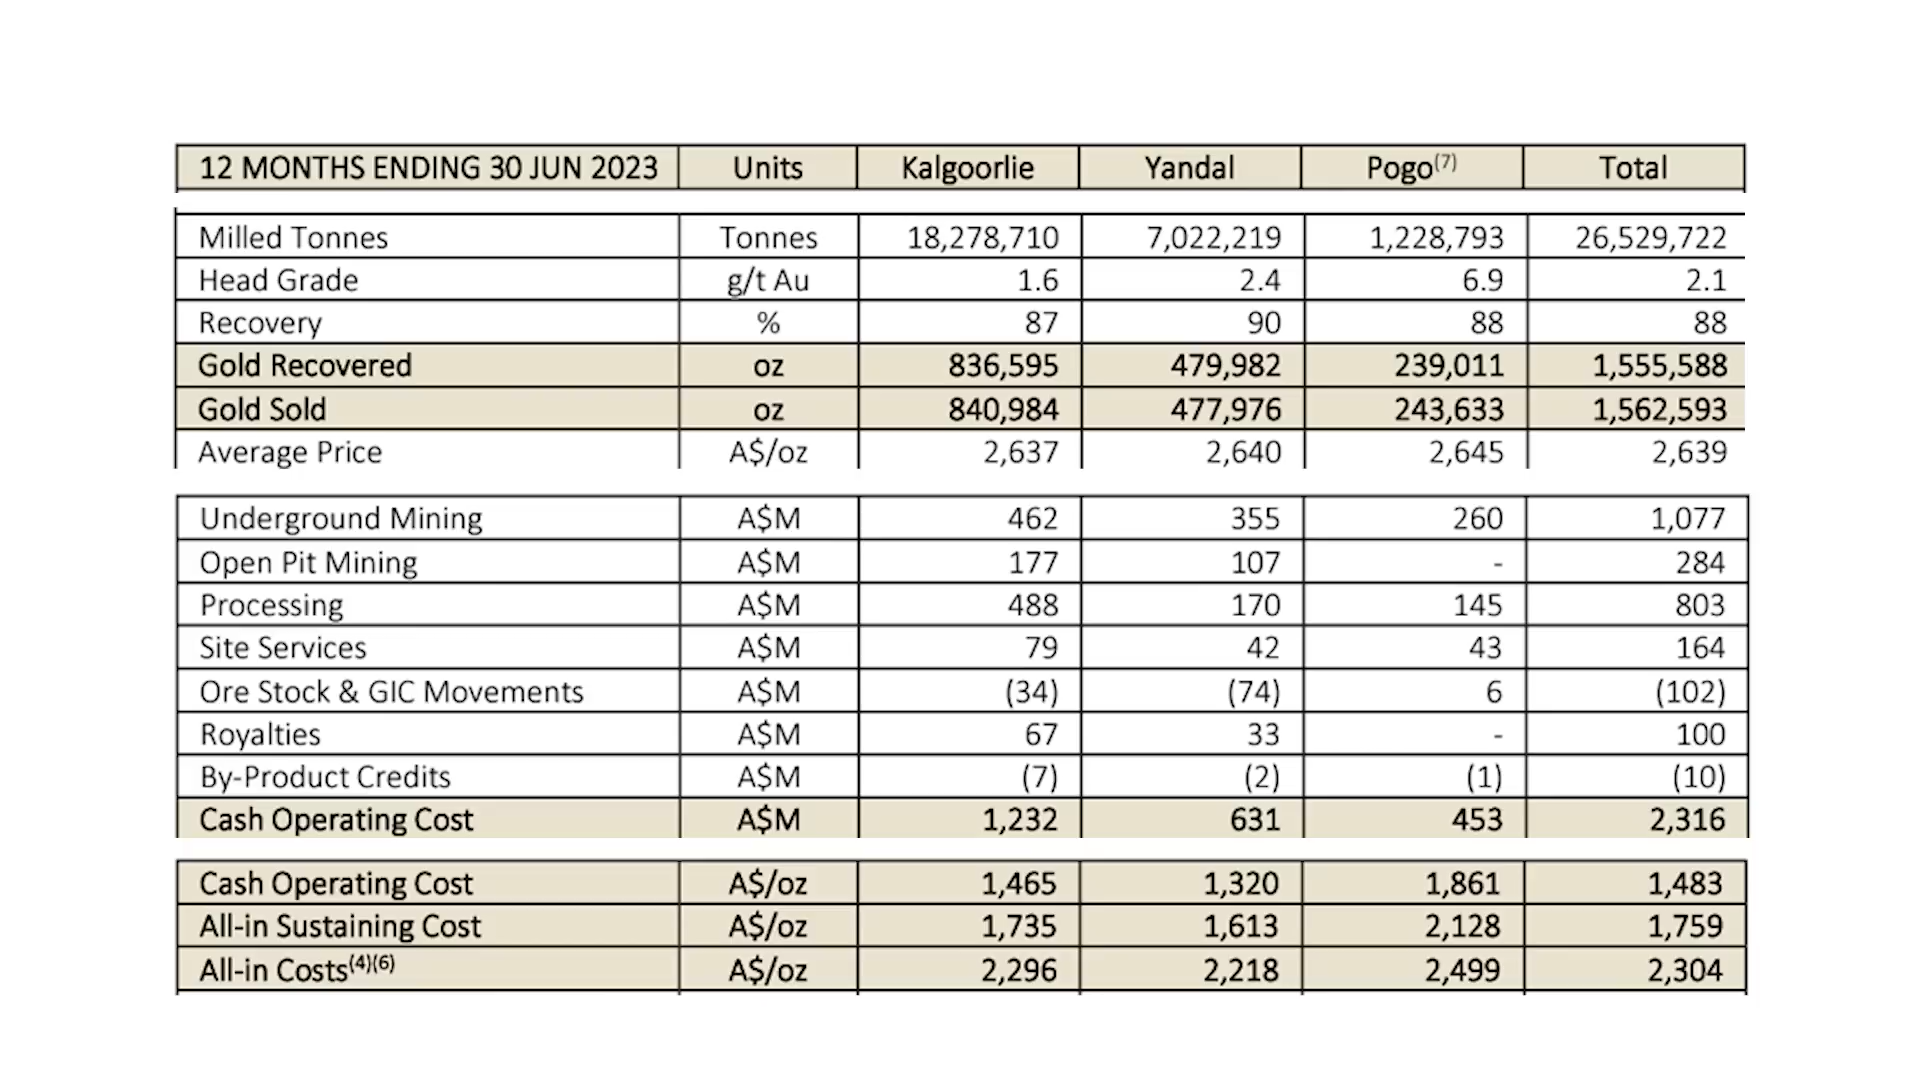 12 MONTHS ENDING 30 JUN 2023 Units Kalgoorlie Yandal Pogo(7) Total
Milled Tonnes Tonnes 18,278,710 7,022,219 1,228,793 26,529,722
Head Grade g/t Au 1.6 2.4 6.9 2.1
Recovery % 87 90 88 88
Gold Recovered oz 836,595 479,982 239,011 1,555,588
Gold Sold oz 840,984 477,976 243,633 1,562,593
Average Price A$/oz 2,637 2,640 2,645 2,639
Underground Mining A$M 462 355 260 1,077
Open Pit Mining A$M 177 107 - 284
Processing A$M 488 170 145 803
Site Services A$M 79 42 43 164
Ore Stock & GIC Movements A$M (34) (74) 6 (102)
Royalties A$M 67 33 - 100
By-Product Credits A$M (7) (2) (1) (10)
Cash Operating Cost A$M 1,232 631 453 2,316
Cash Operating Cost A$/oz 1,465 1,320 1,861 1,483
All-in Sustaining Cost A$/oz 1,735 1,613 2,128 1,759
All-in Costs(4)(6) A$/oz 2,296 2,218 2,499 2,304